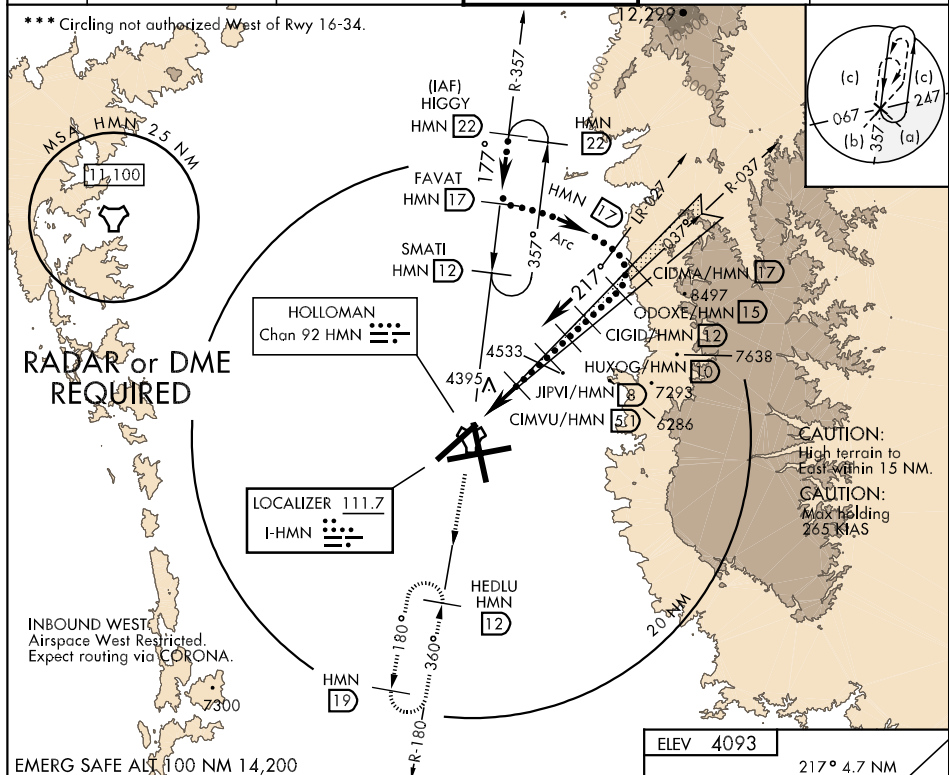 *** Circling not authorized West of Rwy 16-34.
12,299
10,000
6000
8000
R-357
(IAF)
HIGGY
HMN 22
HMN
22
177°
MSA HMN 25 NM
11,100
FAVAT
HMN 17
HMN 17
Arc
LR-027
R-037
037°
(c)
(c)
067
247
(b)
(a)
357
SMATI
HMN 12
357°
217°
CIDMA/HMN 17
8497
ODOXE/HMN 15
CIGID/HMN 12
HOLLOMAN
Chan 92 HMN
RADAR or DME
REQUIRED
4533
HUXOG/HMN 10
7638
4395
JIPVI/HMN 8
7293
CIMVU/HMN 5.1
6286
CAUTION:
High terrain to
East within 15 NM.
CAUTION:
Max holding
265 KIAS
LOCALIZER 111.7
I-HMN
HEDLU
HMN
12
180°
360°
20 NM
INBOUND WEST:
Airspace West Restricted.
Expect routing via CORONA.
HMN
19
7300
R-180
EMERG SAFE ALT 100 NM 14,200
ELEV 4093
217° 4.7 NM